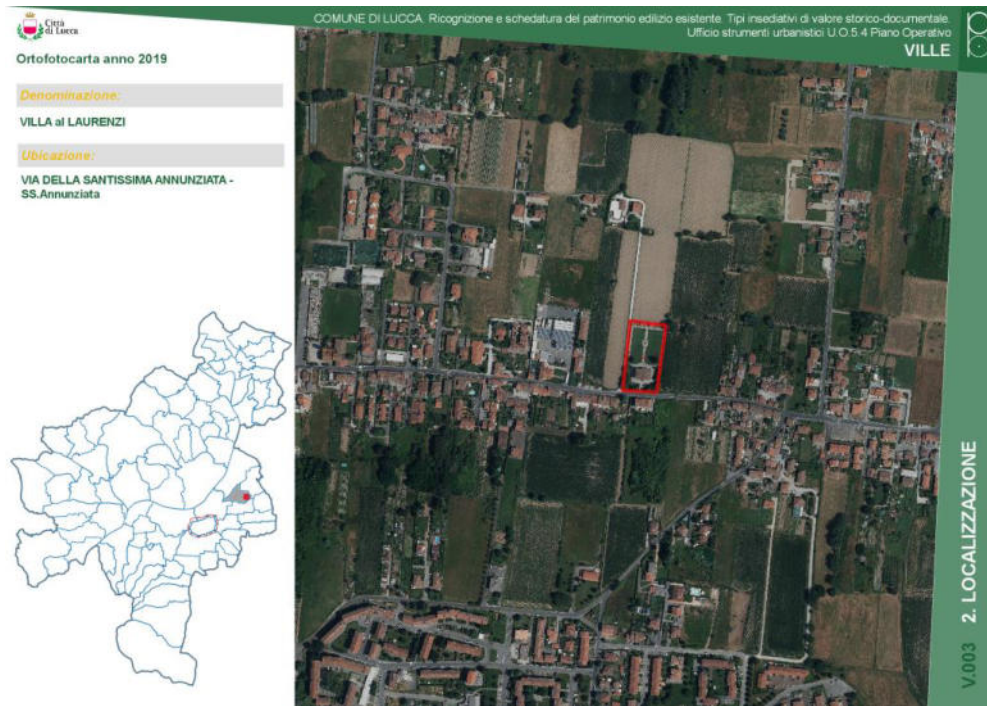 Città
di Lucca
COMUNE DI LUCCA. Ricognizione e schedatura del patrimonio edilizio esistente. Tipi insediativi di valore storico-documentale.
Ufficio strumenti urbanistici U.O.5.4 Piano Operativo
VILLE
Ortofotocarta anno 2019
Denominazione:
VILLA al LAURENZI
Ubicazione:
VIA DELLA SANTISSIMA ANNUNZIATA -
SS.Annunziata
V.003 2. LOCALIZZAZIONE